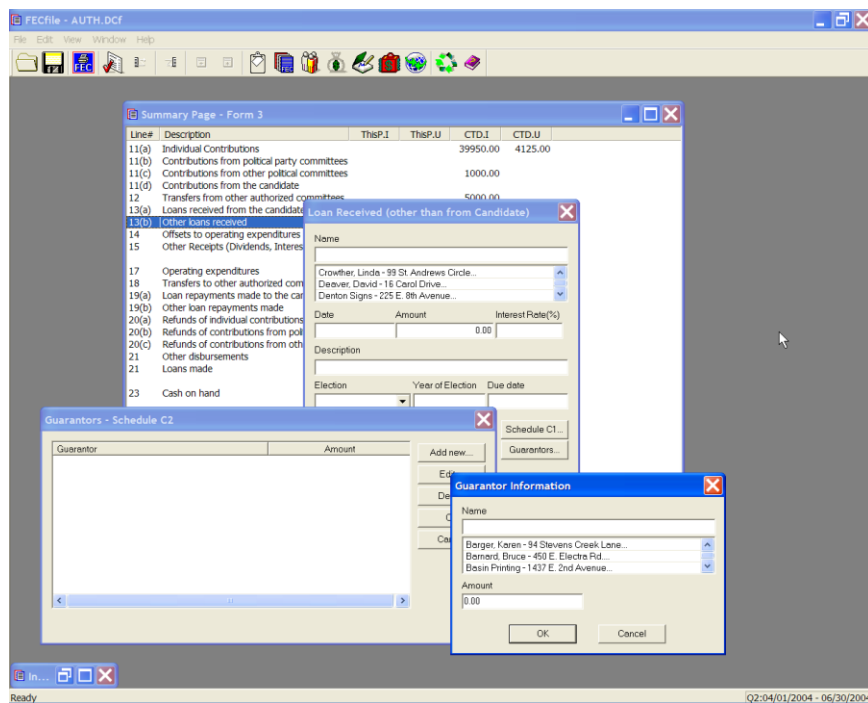 FECfile - AUTH.DCf
File Edit View Window Help
FEC
Summary Page - Form 3
Line# Description ThisP.I ThisP.U CTD.I CTD.U
11(a) Individual Contributions 39950.00 4125.00
11(b) Contributions from political party committees
11(c) Contributions from other political committees 1000.00
11(d) Contributions from the candidate
12 Transfers from other authorized committees 5000.00
13(a) Loans received from the candidate
13(b) Other loans received
14 Offsets to operating expenditures
15 Other Receipts (Dividends, Interes
17 Operating expenditures
18 Transfers to other authorized com
19(a) Loan repayments made to the car
19(b) Other loan repayments made
20(a) Refunds of individual contributions
20(b) Refunds of contributions from poli
20(c) Refunds of contributions from oth
21 Other disbursements
21 Loans made
23 Cash on hand
Loan Received (other than from Candidate)
Name
Crowther, Linda - 99 St. Andrews Circle...
Deaver, David - 16 Carol Drive...
Denton Signs - 225 E. 8th Avenue...
Date Amount Interest Rate(%)
0.00
Description
Election Year of Election Due date
Schedule C1...
Guarantors...
Guarantors - Schedule C2
Guarantor Amount
Add new...
Guarantor Information
Name
Barger, Karen - 94 Stevens Creek Lane...
Barnard, Bruce - 450 E. Electra Rd....
Basin Printing - 1437 E. 2nd Avenue...
Amount
0.00
OK Cancel
In...
Ready Q2:04/01/2004 - 06/30/2004